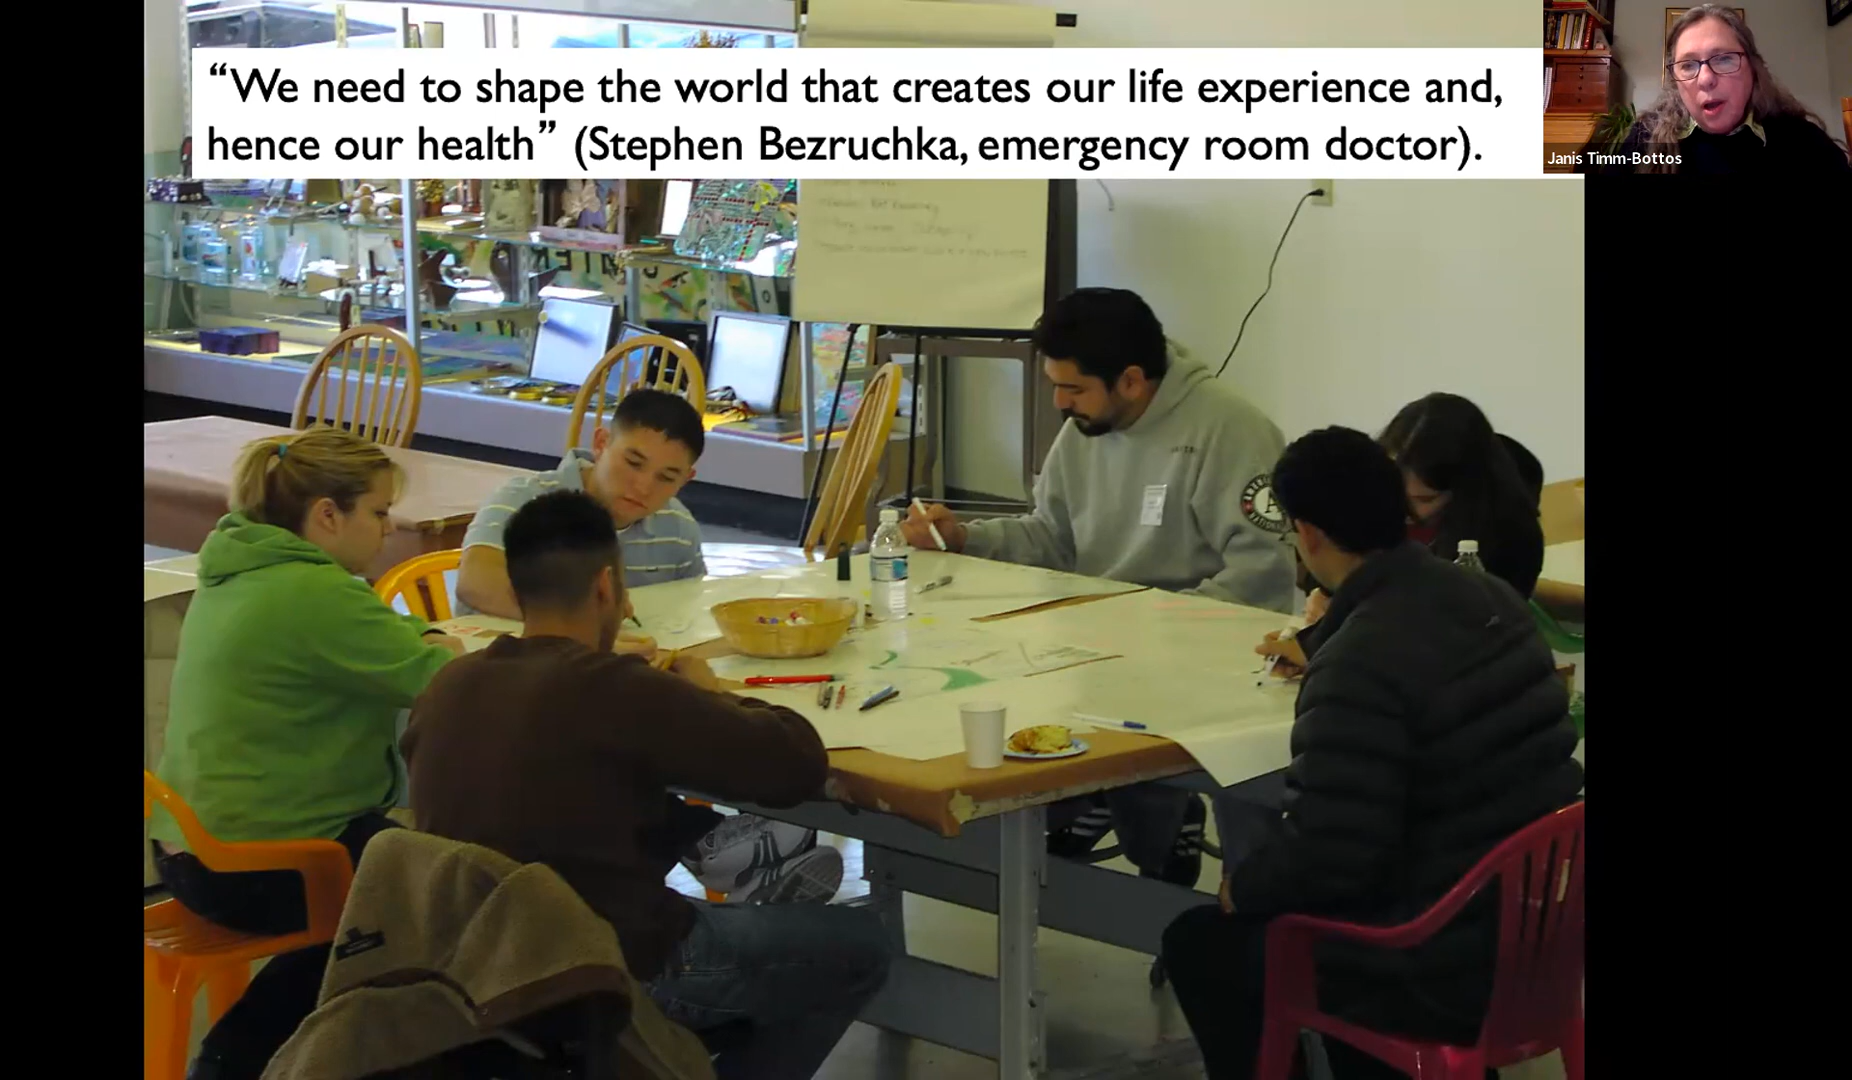 “We need to shape the world that creates our life experience and,
hence our health” (Stephen Bezruchka, emergency room doctor).
Janis Timm-Bottos